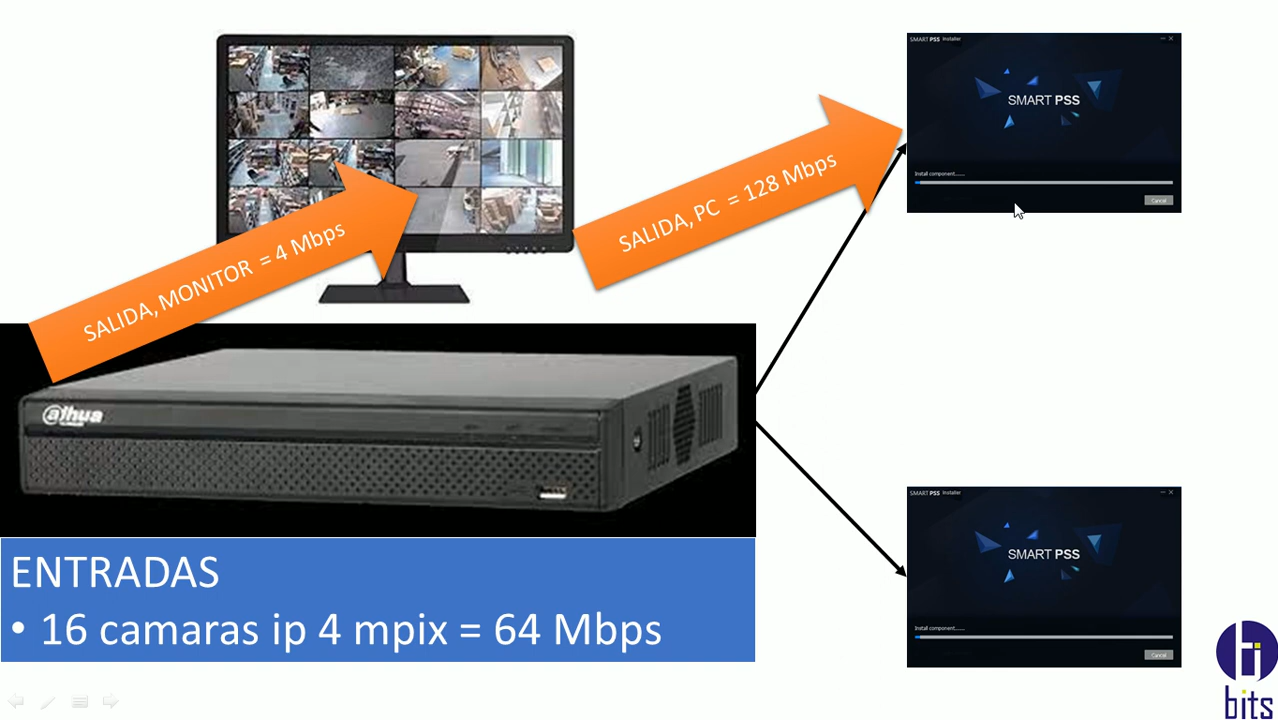 SMART PSS Installer
SMART PSS
Install component......
Cancel
SALIDA, PC = 128 Mbps
SALIDA, MONITOR = 4 Mbps
alhua
ENTRADAS
• 16 camaras ip 4 mpix = 64 Mbps
SMART PSS Installer
SMART PSS
Install component......
Cancel
bits